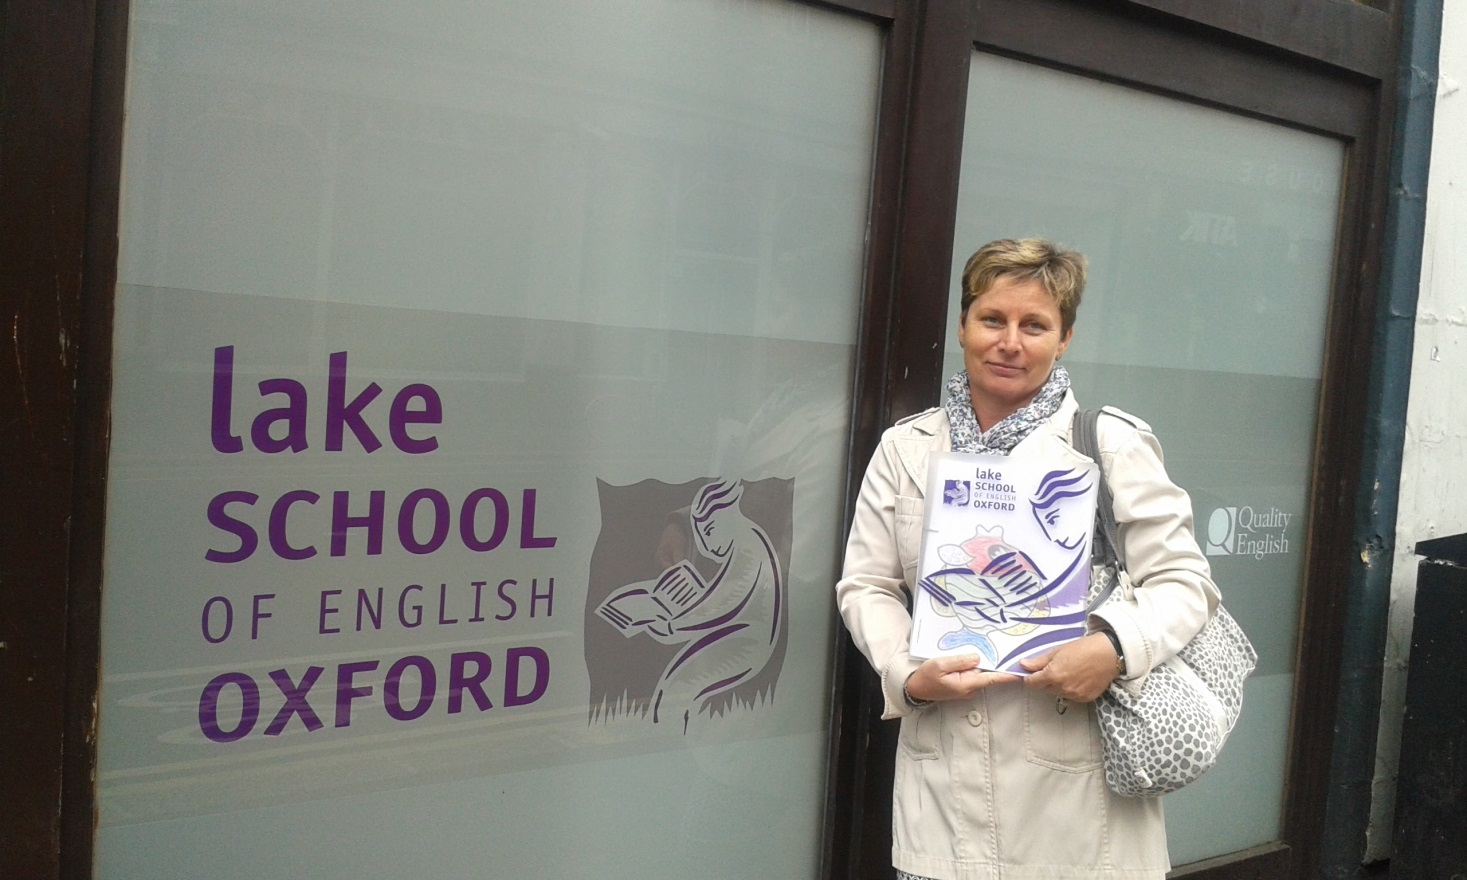 lake
SCHOOL
OF ENGLISH
OXFORD
lake
SCHOOL
OF ENGLISH
OXFORD
Quality
English